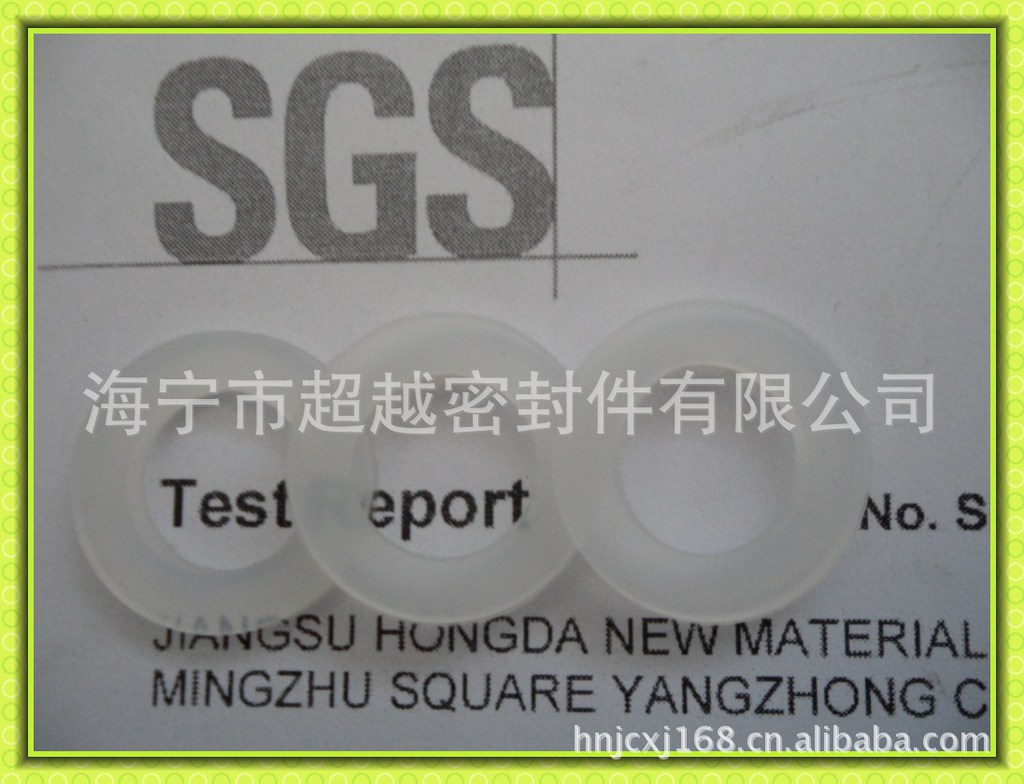 SGS
海宁市超越密封件有限公司
Test Report
No. S
JIANGSU HONGDA NEW MATERIAL
MINGZHU SQUARE YANGZHONG C
hnjcxj168.cn.alibaba.com